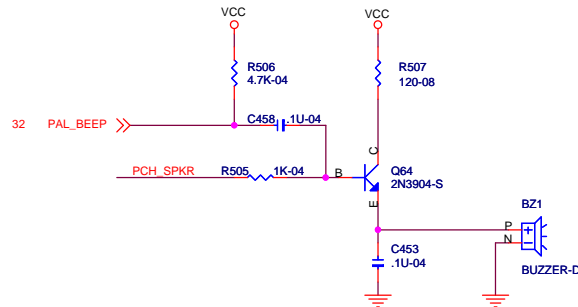 VCC
VCC
R506
4.7K-04
R507
120-08
32 PAL_BEEP
C458 .1U-04
PCH_SPKR
R505 1K-04
B
C
E
Q64
2N3904-S
BZ1
P
N
C453
.1U-04
BUZZER-D